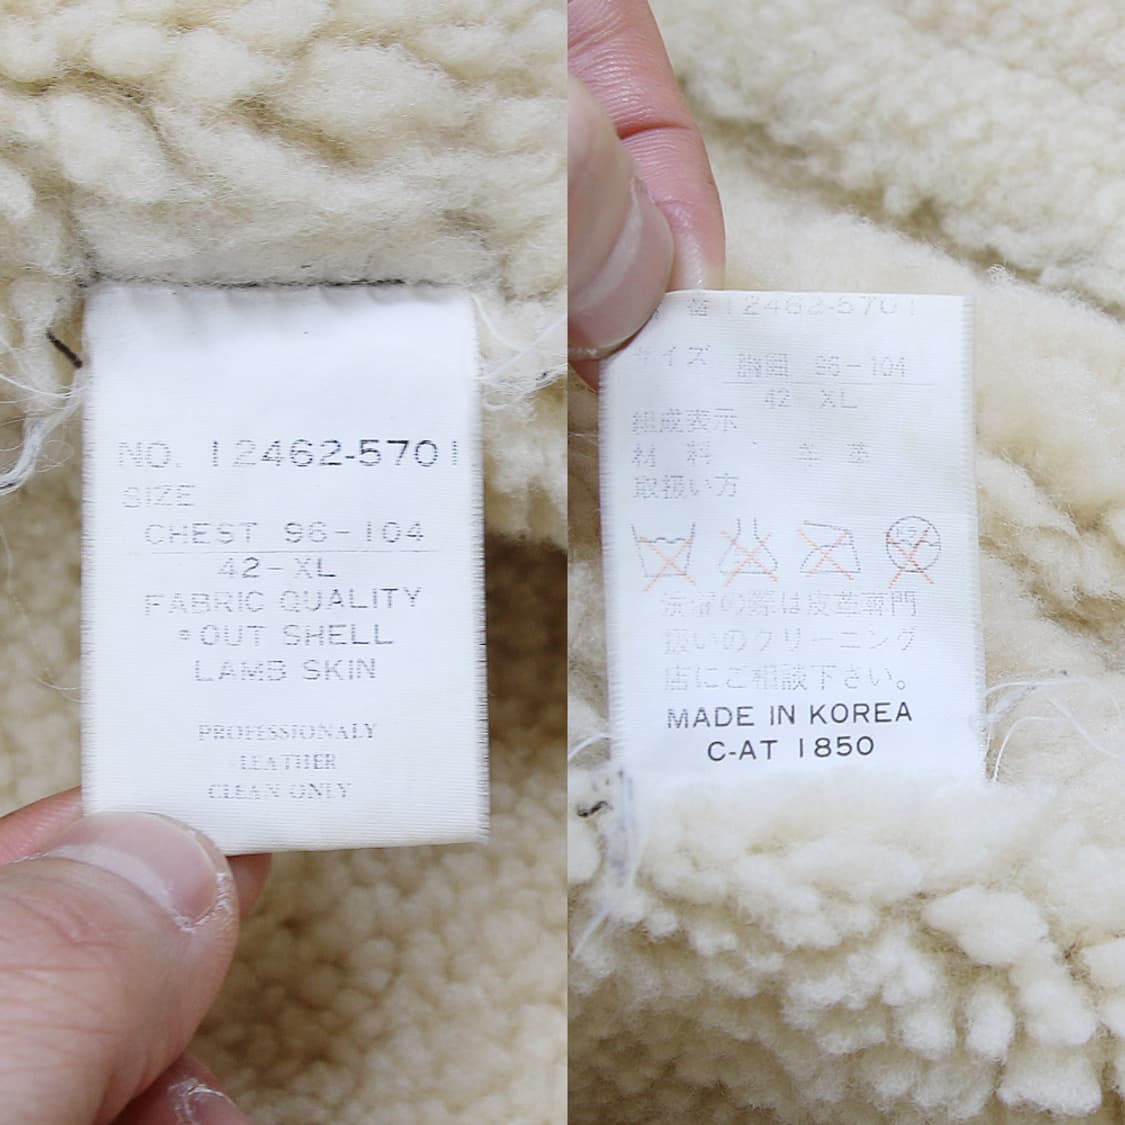 NO. 12462-5701
SIZE
CHEST 96-104
42-XL
FABRIC QUALITY
*OUT SHELL
LAMB SKIN
PROFESSIONALY
LEATHER
CLEAN ONLY
番 12462-5701
サイズ 胸囲 96-104
42 XL
組成表示
材 料 羊 革
取扱い方
洗濯の際は皮革専門
扱いのクリーニング
店にご相談下さい。
MADE IN KOREA
C-AT 1850